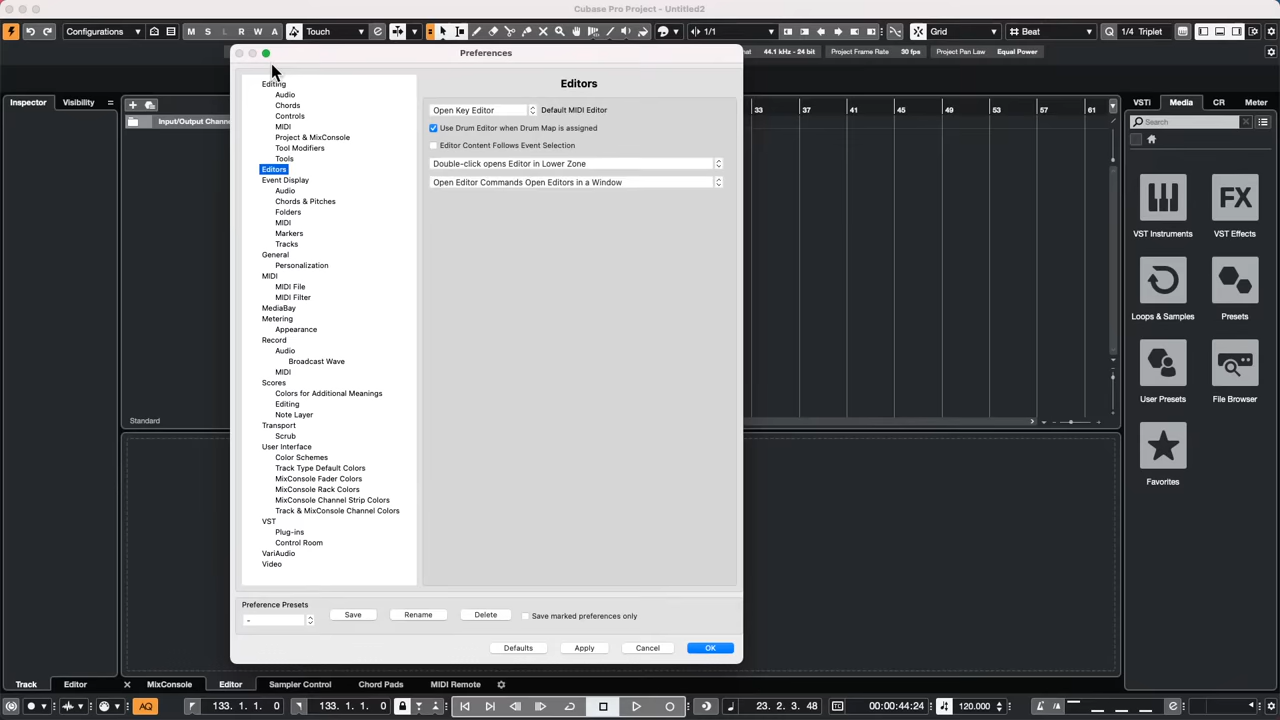 Cubase Pro Project - Untitled2
Configurations
M S L R W A
Touch
1/1
Grid
Beat
Q
1/4 Triplet
Preferences
44.1 kHz - 24 bit
Project Frame Rate
30 fps
Project Pan Law
Equal Power
Inspector
Visibility
Input/Output Chann
Standard
33
41
45
49
53
57
61
VSTi
Media
CR
Meter
Search
VST Instruments
FX
VST Effects
Loops & Samples
Presets
User Presets
File Browser
Favorites
Editing
Audio
Chords
Controls
MIDI
Project & MixConsole
Tool Modifiers
Tools
Editors
Event Display
Audio
Chords & Pitches
Folders
MIDI
Markers
Tracks
General
Personalization
MIDI
MIDI File
MIDI Filter
MediaBay
Metering
Appearance
Record
Audio
Broadcast Wave
MIDI
Scores
Colors for Additional Meanings
Editing
Note Layer
Transport
Scrub
User Interface
Color Schemes
Track Type Default Colors
MixConsole Fader Colors
MixConsole Rack Colors
MixConsole Channel Strip Colors
Track & MixConsole Channel Colors
VST
Plug-ins
Control Room
VariAudio
Video
Editors
Open Key Editor
Default MIDI Editor
Use Drum Editor when Drum Map is assigned
Editor Content Follows Event Selection
Double-click opens Editor in Lower Zone
Open Editor Commands Open Editors in a Window
Preference Presets
-
Save
Rename
Delete
Save marked preferences only
Defaults
Apply
Cancel
OK
Track
Editor
MixConsole
Editor
Sampler Control
Chord Pads
MIDI Remote
AQ
133. 1. 1. 0
133. 1. 1. 0
23. 2. 3. 48
00:00:44:24
120.000